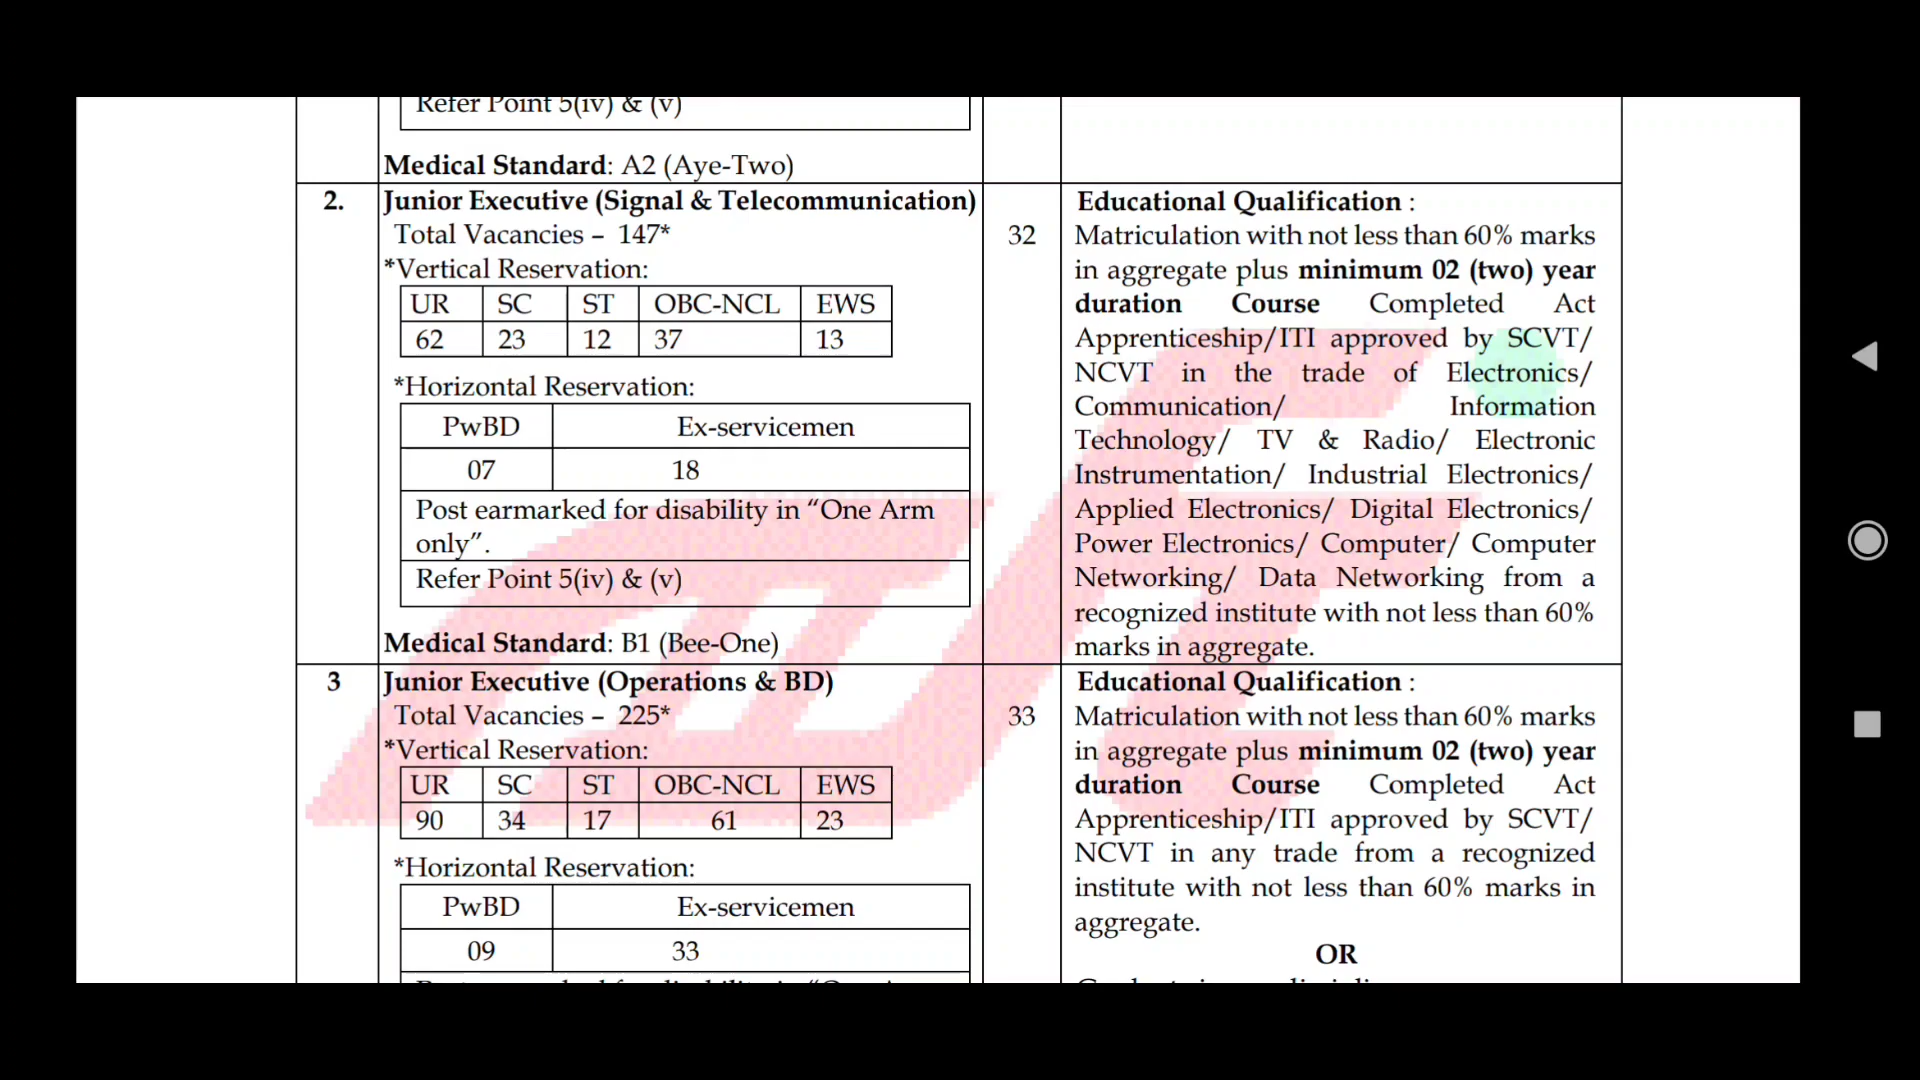 Refer Point 5(iv) & (v)
Medical Standard: A2 (Aye-Two)
2.
Junior Executive (Signal & Telecommunication)
Total Vacancies – 147*
*Vertical Reservation:
UR SC ST OBC-NCL EWS
62 23 12 37 13
*Horizontal Reservation:
PwBD Ex-servicemen
07 18
Post earmarked for disability in “One Arm
only”.
Refer Point 5(iv) & (v)
Medical Standard: B1 (Bee-One)
32
Educational Qualification :
Matriculation with not less than 60% marks
in aggregate plus minimum 02 (two) year
duration Course Completed Act
Apprenticeship/ITI approved by SCVT/
NCVT in the trade of Electronics/
Communication/ Information
Technology/ TV & Radio/ Electronic
Instrumentation/ Industrial Electronics/
Applied Electronics/ Digital Electronics/
Power Electronics/ Computer/ Computer
Networking/ Data Networking from a
recognized institute with not less than 60%
marks in aggregate.
3
Junior Executive (Operations & BD)
Total Vacancies – 225*
*Vertical Reservation:
UR SC ST OBC-NCL EWS
90 34 17 61 23
*Horizontal Reservation:
PwBD Ex-servicemen
09 33
33
Educational Qualification :
Matriculation with not less than 60% marks
in aggregate plus minimum 02 (two) year
duration Course Completed Act
Apprenticeship/ITI approved by SCVT/
NCVT in any trade from a recognized
institute with not less than 60% marks in
aggregate.
OR